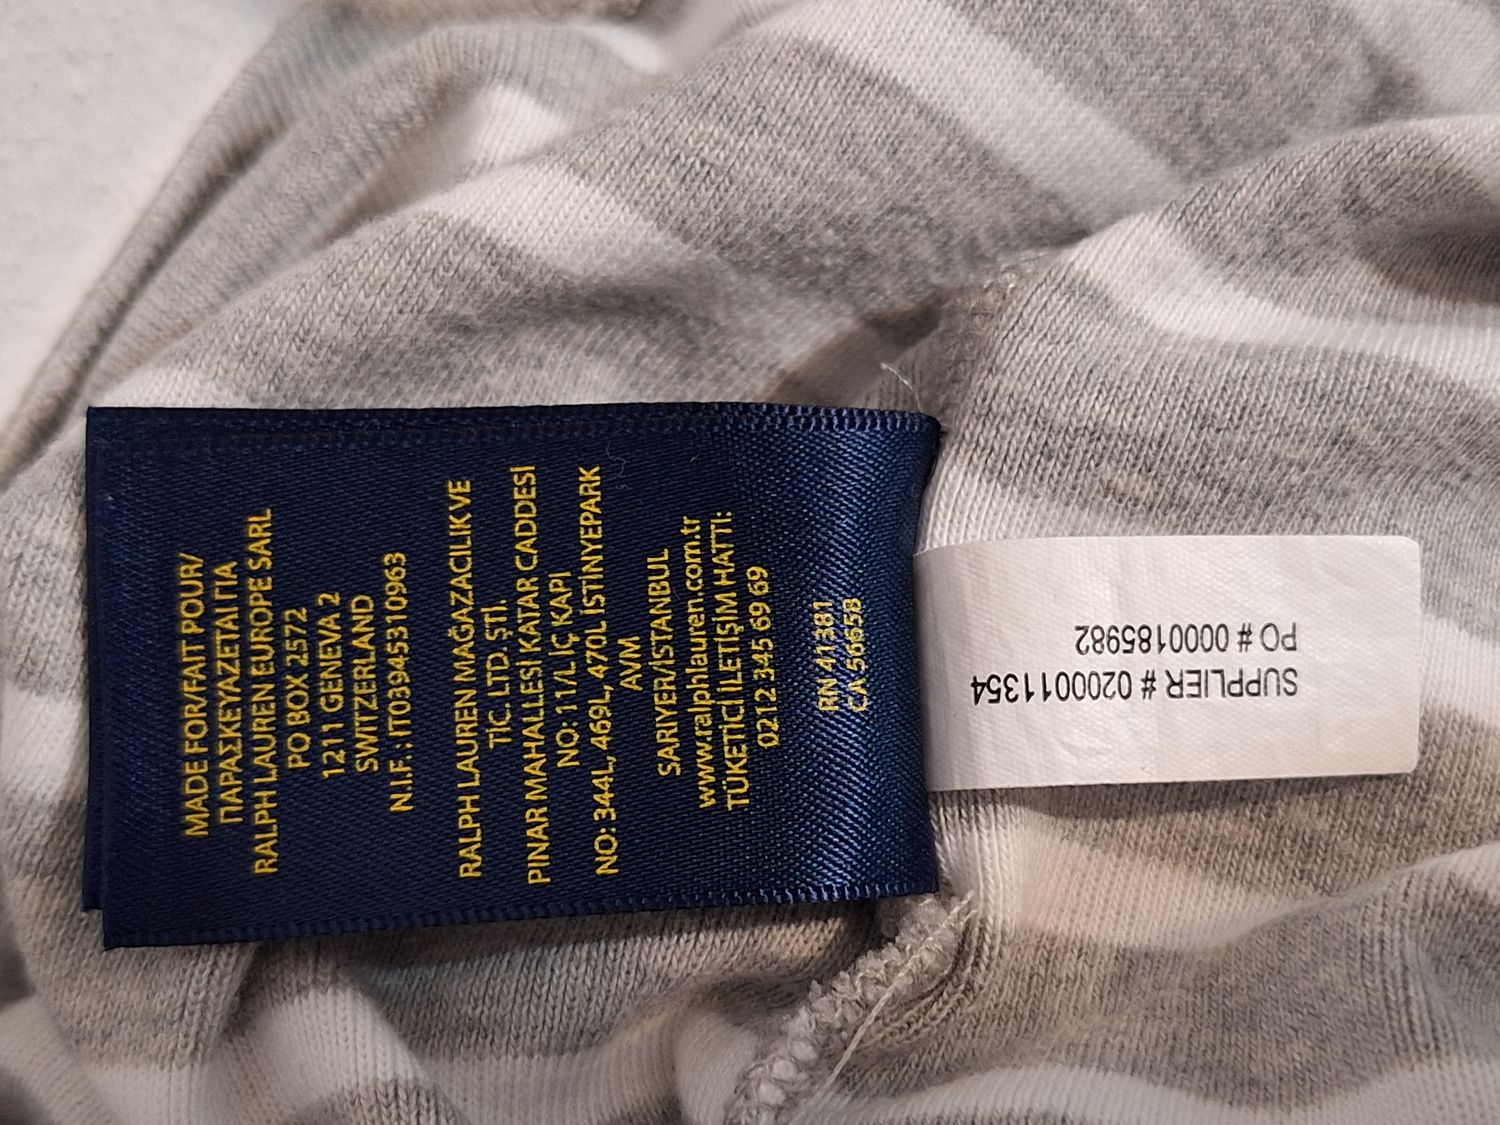 MADE FOR/FAIT POUR/
ΠΑΡΑΣΚΕΥΑΖΕΤΑΙ ΓΙΑ
RALPH LAUREN EUROPE SARL
PO BOX 2572
1211 GENEVA 2
SWITZERLAND
N.I.F. : IT03945310963
RALPH LAUREN MAĞAZACILIK VE
TİC. LTD. ŞTİ.
PINAR MAHALLESİ KATAR CADDESİ
NO: 11/L İÇ KAPI
NO: 344L, 469L, 470L İSTİNYEPARK
AVM
SARIYER/İSTANBUL
www.ralphlauren.com.tr
TÜKETİCİ İLETİŞİM HATTI:
0212 345 69 69
RN 41381
CA 56658
SUPPLIER # 0200011354
PO # 0000185982